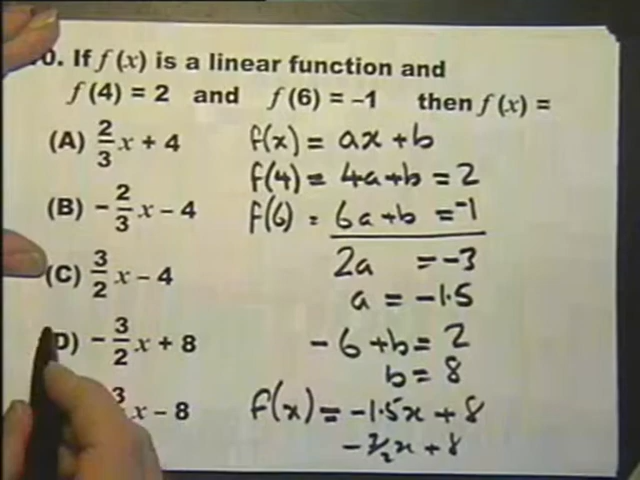 0. If f(x) is a linear function and
f(4) = 2 and f(6) = –1 then f(x) =
(A) 2/3 x + 4
(B) – 2/3 x – 4
(C) 3/2 x – 4
D) – 3/2 x + 8
3 x – 8
f(x) = ax + b
f(4) = 4a + b = 2
f(6) = 6a + b = -1
2a = -3
a = -1.5
-6 + b = 2
b = 8
f(x) = -1.5x + 8
-3/2x + 8